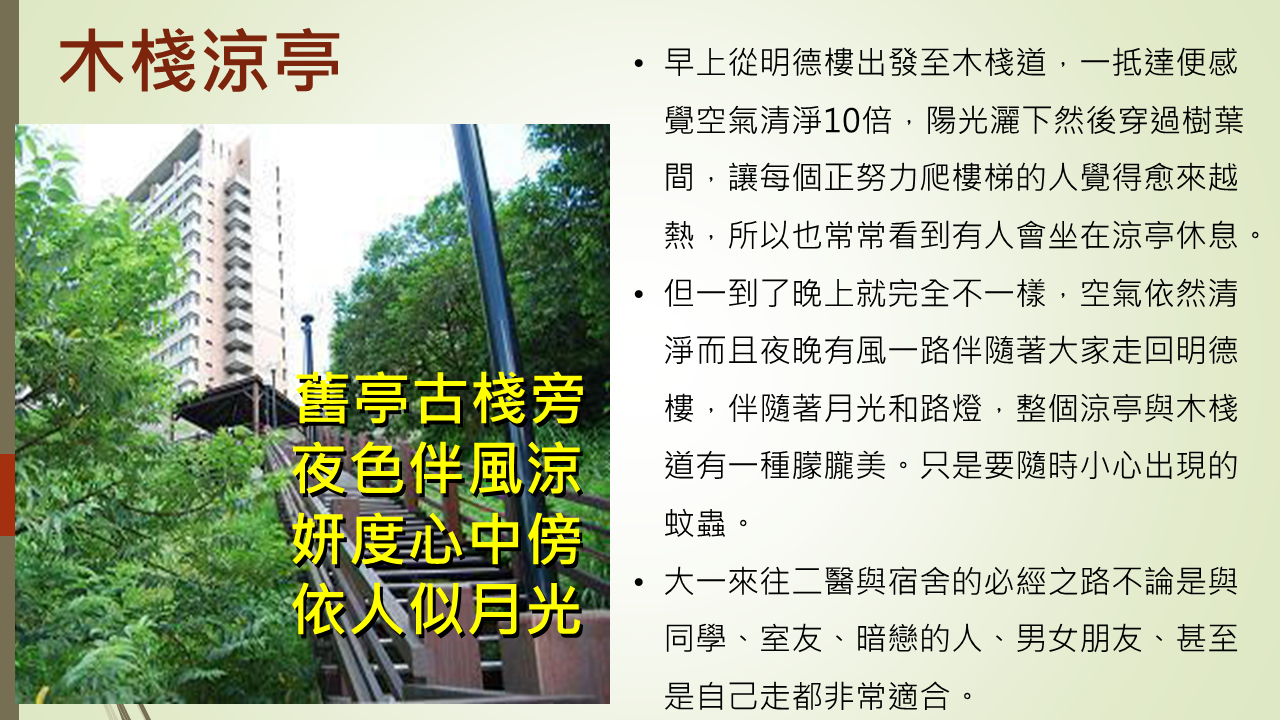 木棧涼亭
舊亭古棧旁
夜色伴風涼
妍度心中傍
依人似月光
• 早上從明德樓出發至木棧道，一抵達便感
覺空氣清淨10倍，陽光灑下然後穿過樹葉
間，讓每個正努力爬樓梯的人覺得愈來越
熱，所以也常常看到有人會坐在涼亭休息。
• 但一到了晚上就完全不一樣，空氣依然清
淨而且夜晚有風一路伴隨著大家走回明德
樓，伴隨著月光和路燈，整個涼亭與木棧
道有一種朦朧美。只是要隨時小心出現的
蚊蟲。
• 大一來往二醫與宿舍的必經之路不論是與
同學、室友、暗戀的人、男女朋友、甚至
是自己走都非常適合。